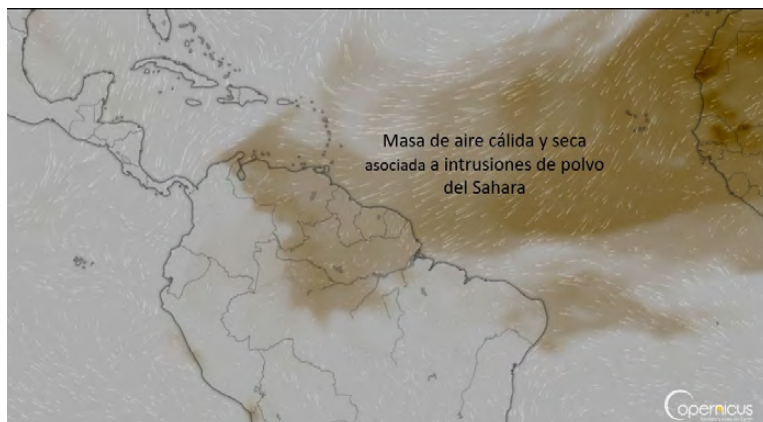 Masa de aire cálida y seca
asociada a intrusiones de polvo
del Sahara
Copernicus